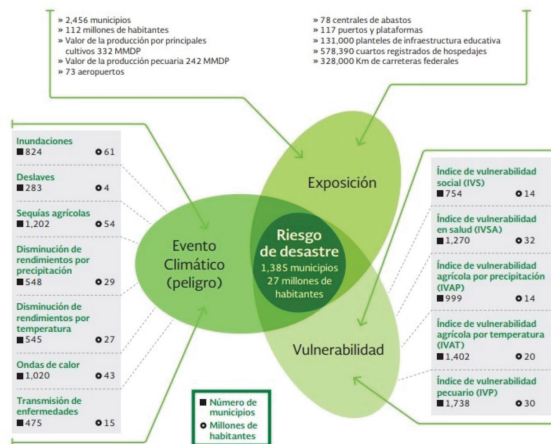 » 2,456 municipios
» 112 millones de habitantes
» Valor de la producción por principales
cultivos 332 MMDP
» Valor de la producción pecuaria 242 MMDP
» 73 aeropuertos
» 78 centrales de abastos
» 117 puertos y plataformas
» 131,000 planteles de infraestructura educativa
» 578,390 cuartos registrados de hospedajes
» 328,000 Km de carreteras federales
Inundaciones
824 61
Deslaves
283 4
Sequías agrícolas
1,202 54
Disminución de
rendimientos por
precipitación
548 29
Disminución de
rendimientos por
temperatura
545 27
Ondas de calor
1,020 43
Transmisión de
enfermedades
475 15
Exposición
Evento
Climático
(peligro)
Riesgo
de desastre
1,385 municipios
27 millones de
habitantes
Vulnerabilidad
Índice de vulnerabilidad
social (IVS)
754 14
Índice de vulnerabilidad
en salud (IVSA)
1,270 32
Índice de vulnerabilidad
agrícola por precipitación
(IVAP)
999 14
Índice de vulnerabilidad
agrícola por temperatura
(IVAT)
1,402 20
Índice de vulnerabilidad
pecuario (IVP)
1,738 30
Número de
municipios
Millones de
habitantes